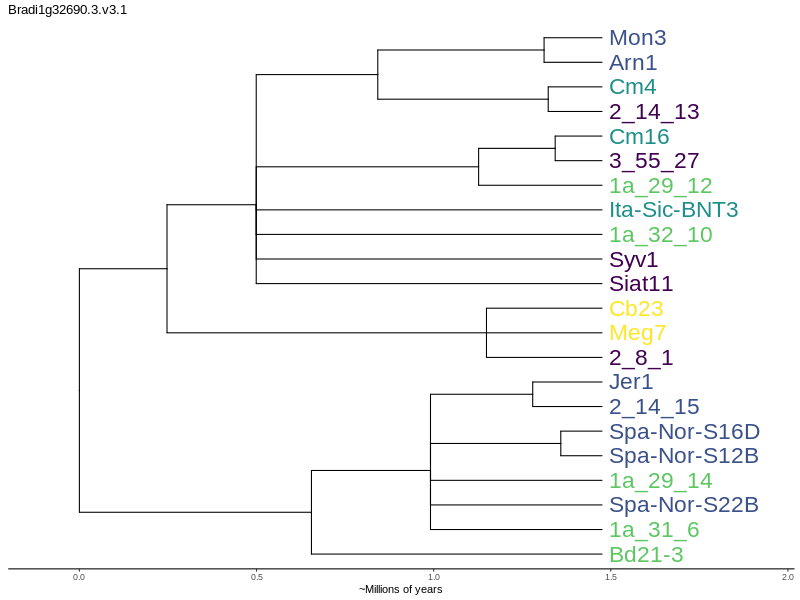 Bradi1g32690.3.v3.1
Mon3
Arn1
Cm4
2_14_13
Cm16
3_55_27
1a_29_12
Ita-Sic-BNT3
1a_32_10
Syv1
Siat11
Cb23
Meg7
2_8_1
Jer1
2_14_15
Spa-Nor-S16D
Spa-Nor-S12B
1a_29_14
Spa-Nor-S22B
1a_31_6
Bd21-3
0.0 0.5 1.0 1.5 2.0
~Millions of years